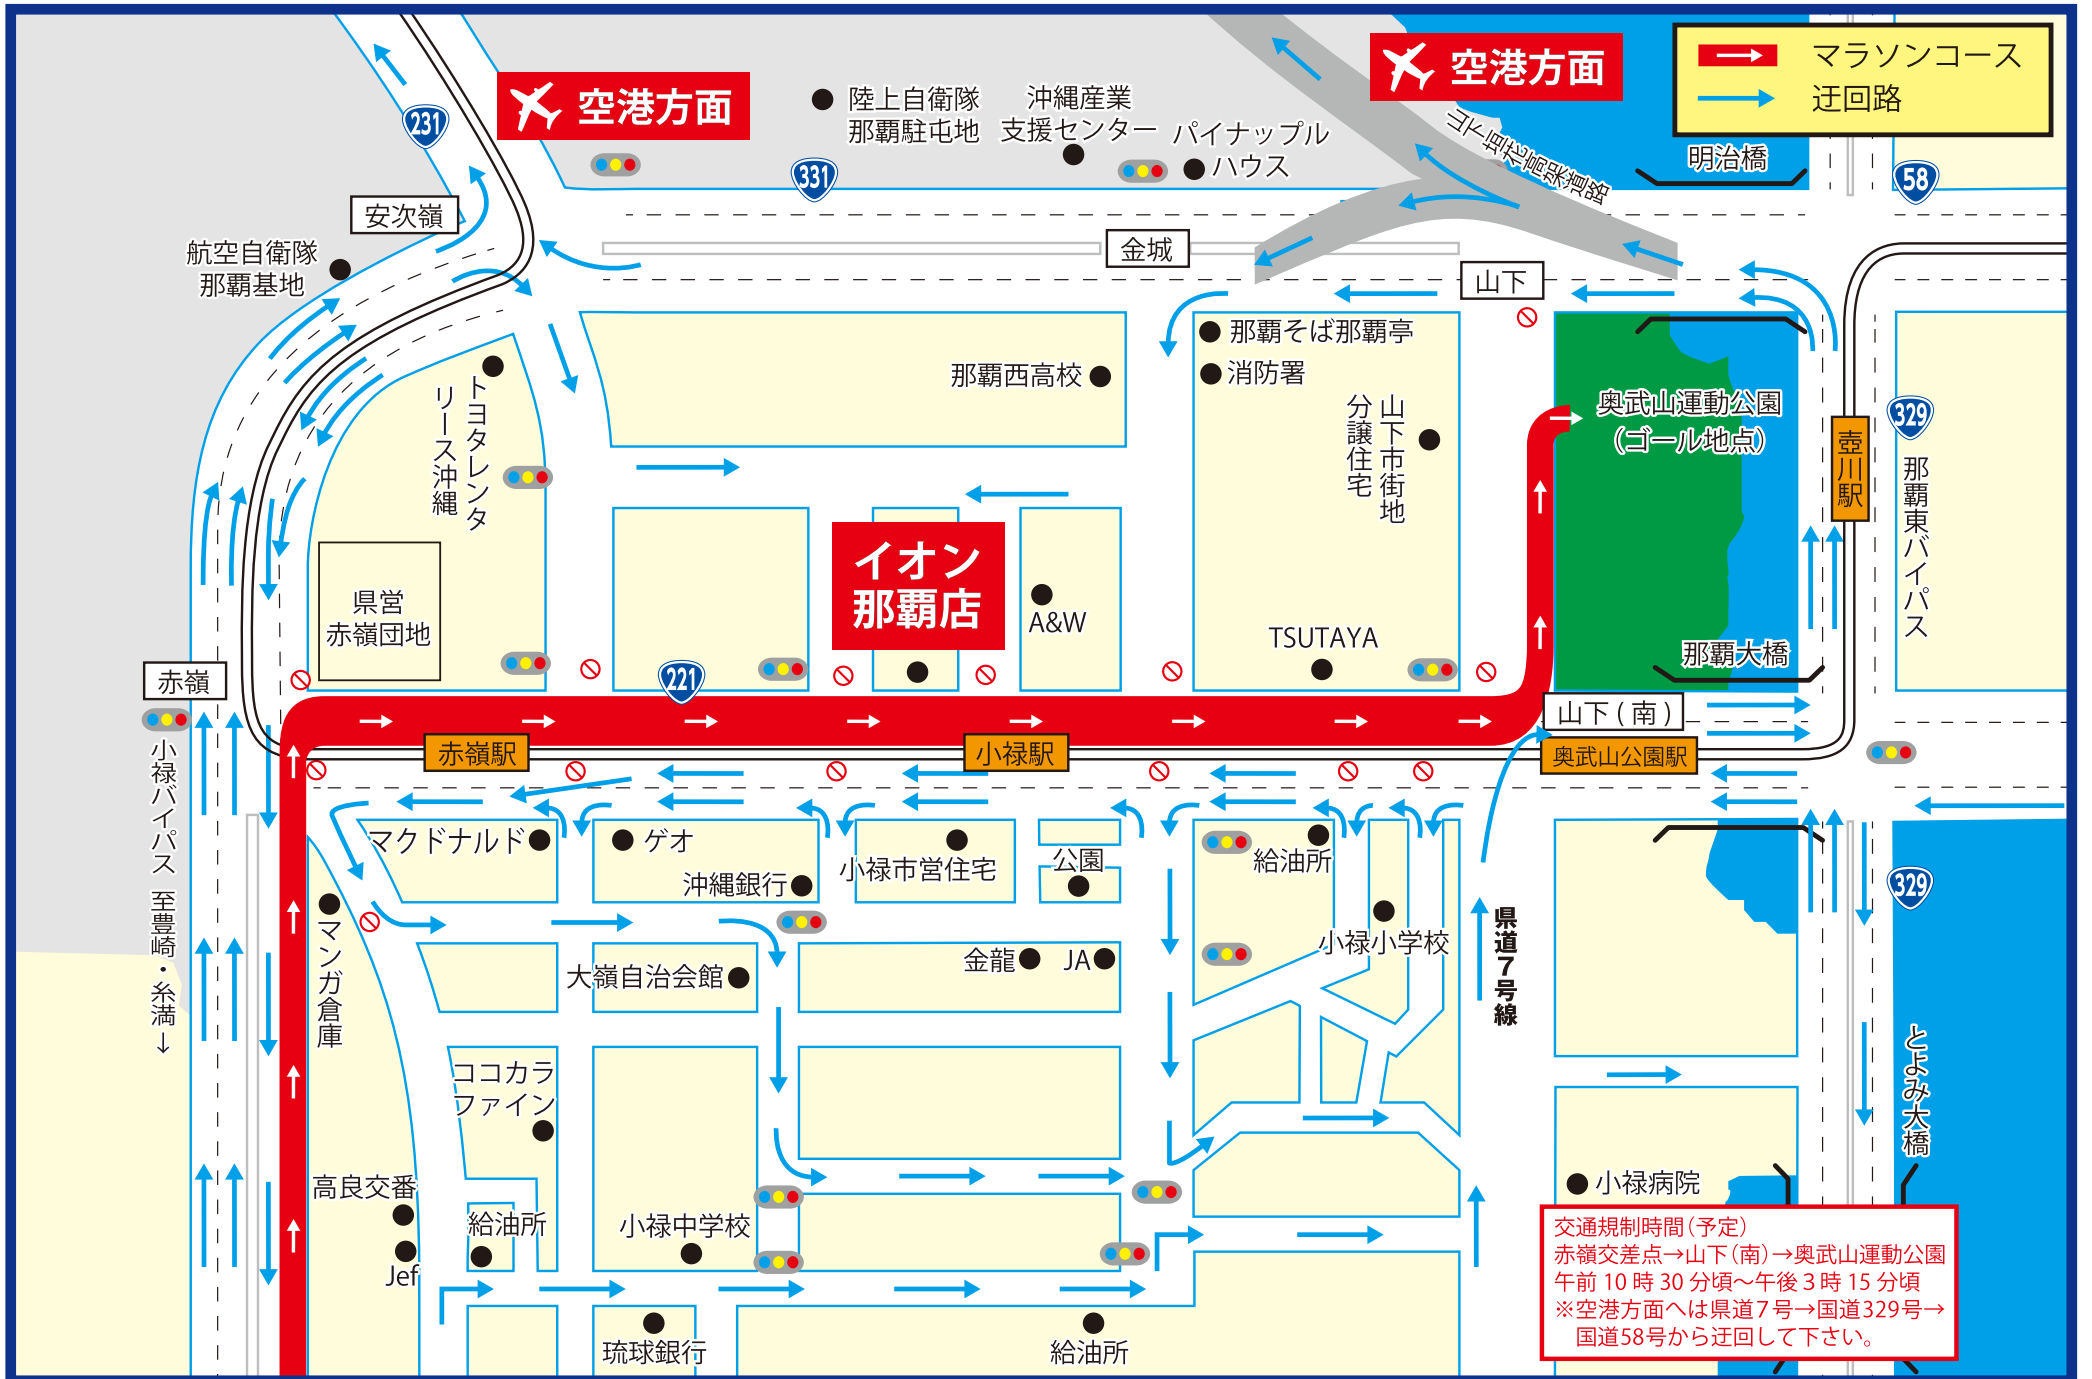 マラソンコース
迂回路
空港方面
空港方面
陸上自衛隊
那覇駐屯地
沖縄産業
支援センター
パイナップル
ハウス
山下垣花高架道路
明治橋
231
331
58
安次嶺
金城
山下
航空自衛隊
那覇基地
トヨタレンタ
リース沖縄
那覇西高校
那覇そば那覇亭
消防署
山下市街地
分譲住宅
奥武山運動公園
（ゴール地点）
壺川駅
329
那覇東バイパス
イオン
那覇店
A&W
TSUTAYA
県営
赤嶺団地
那覇大橋
赤嶺
221
山下(南)
赤嶺駅
小禄駅
奥武山公園駅
小禄バイパス 至豊崎・糸満→
マクドナルド
ゲオ
沖縄銀行
小禄市営住宅
公園
給油所
小禄小学校
県道7号線
329
マンガ倉庫
大嶺自治会館
金龍
JA
ココカラ
ファイン
とよみ大橋
高良交番
給油所
Jef
小禄中学校
小禄病院
琉球銀行
給油所
交通規制時間（予定）
赤嶺交差点→山下（南）→奥武山運動公園
午前 10 時 30 分頃〜午後 3 時 15 分頃
※空港方面へは県道7号→国道329号→
国道58号から迂回して下さい。